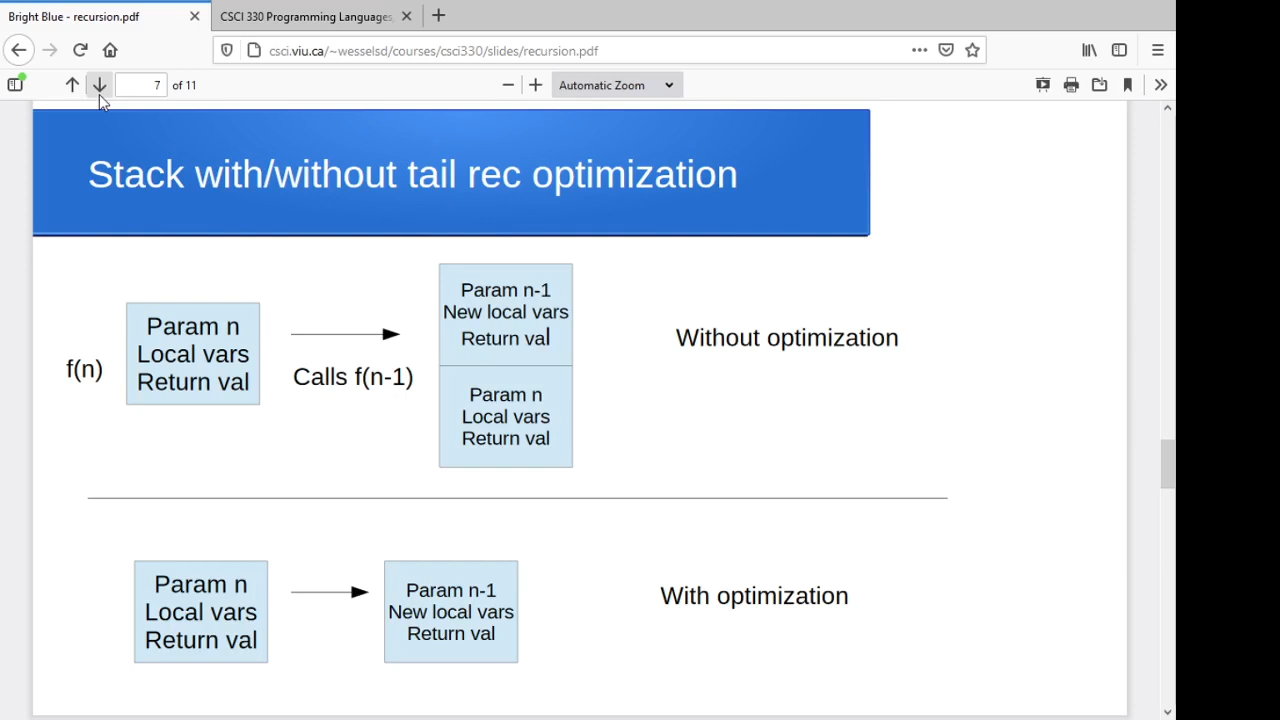 Bright Blue - recursion.pdf
CSCI 330 Programming Languages,
csci.viu.ca/~wesselsd/courses/csci330/slides/recursion.pdf
7 of 11
Automatic Zoom
Stack with/without tail rec optimization
f(n)
Param n
Local vars
Return val
Calls f(n-1)
Param n-1
New local vars
Return val
Param n
Local vars
Return val
Without optimization
Param n
Local vars
Return val
Param n-1
New local vars
Return val
With optimization